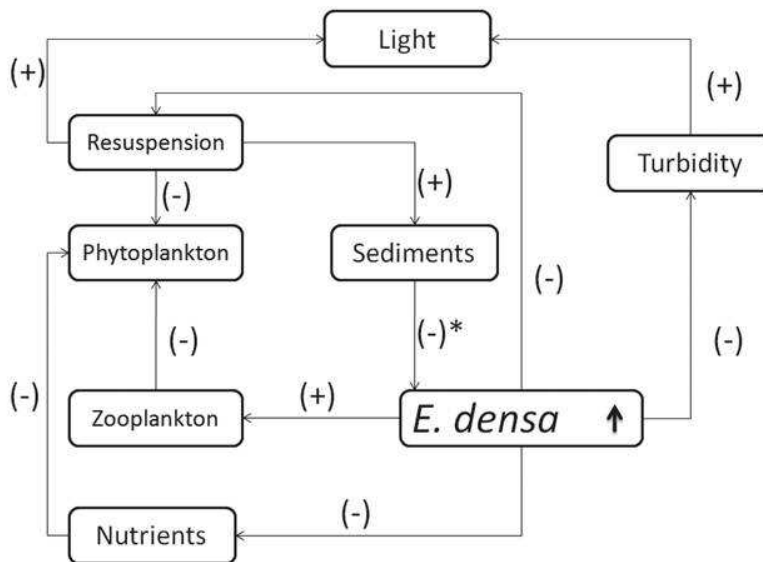 Light
(+)
(+)
Resuspension
Turbidity
(+)
(-)
Phytoplankton
Sediments
(-)
(-)*
(-)
(-)
(-)
Zooplankton
(+)
E. densa ↑
(-)
Nutrients